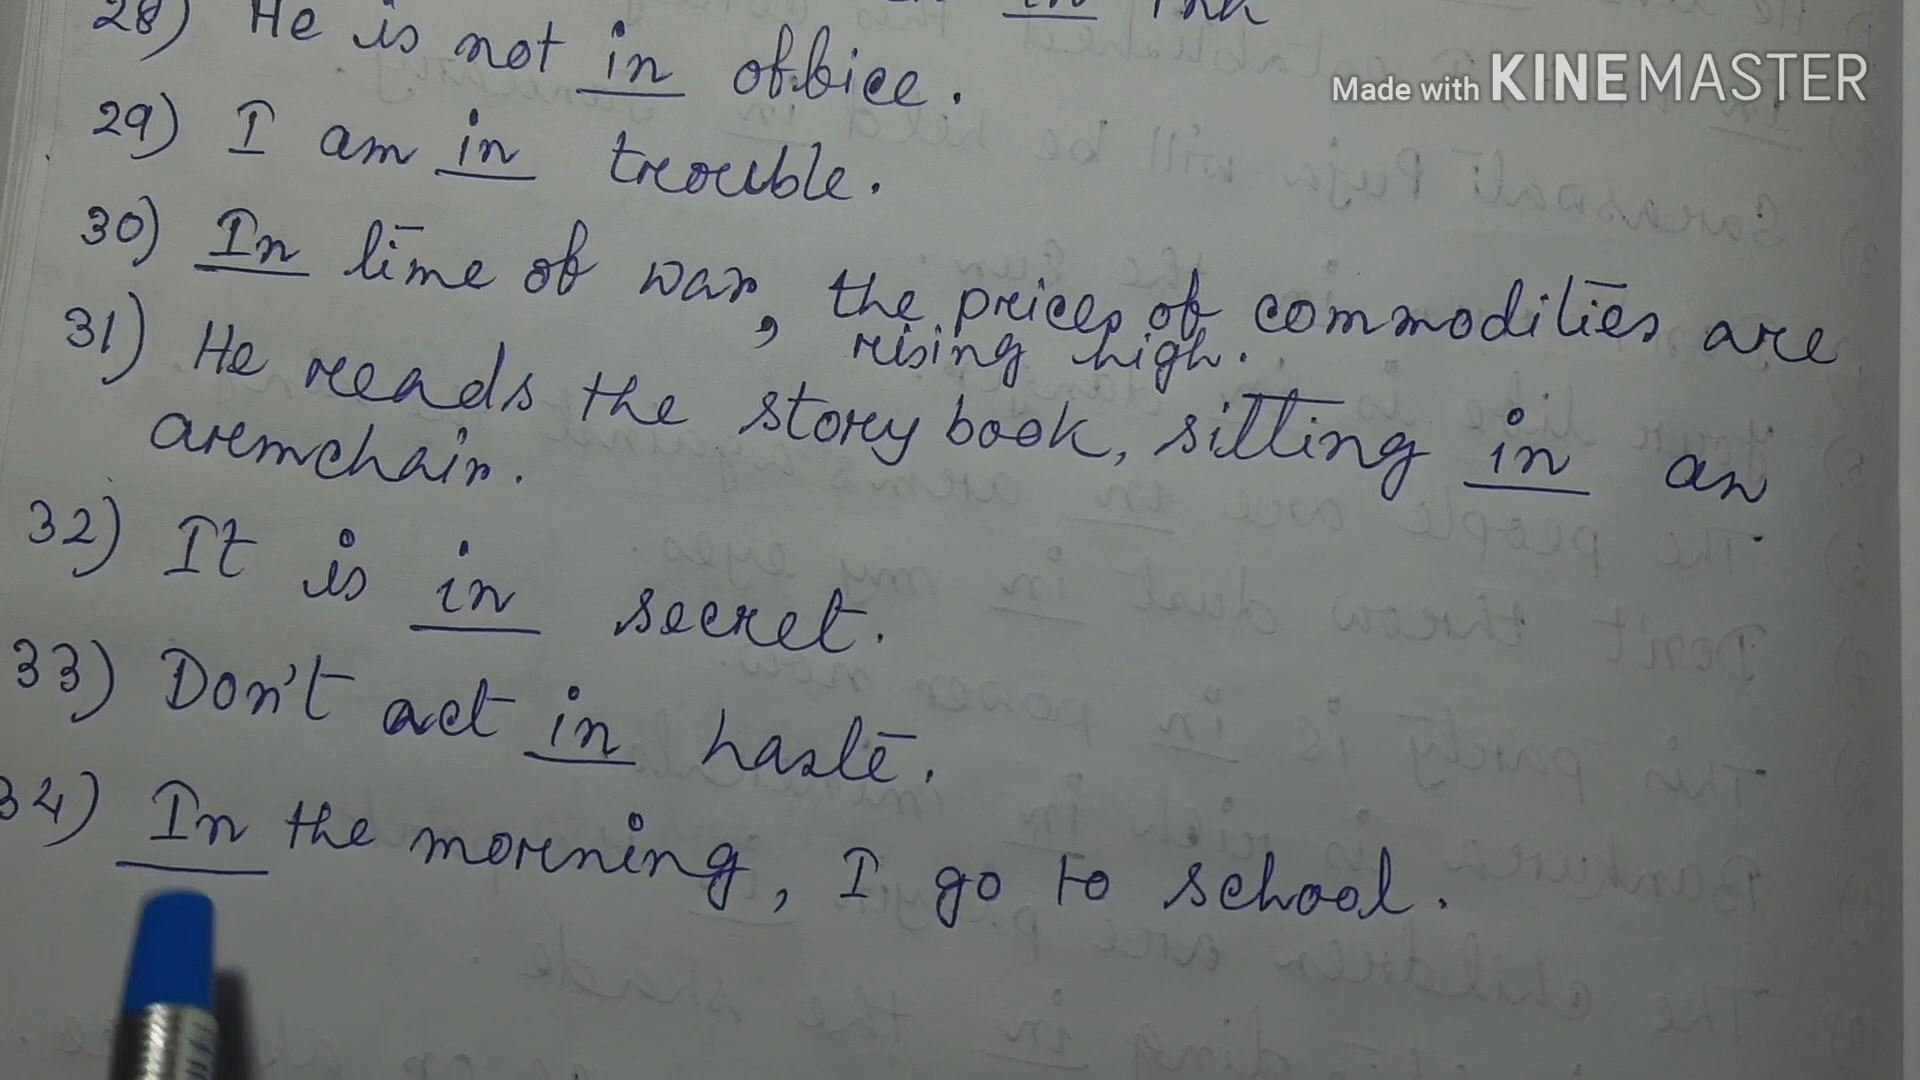 in ink
28) He is not in office.
29) I am in trouble.
30) In time of war, the prices of commodities are
rising high.
31) He reads the story book, sitting in an
armchair.
32) It is in secret.
33) Don't act in haste.
34) In the morning, I go to school.
Made with KINEMASTER